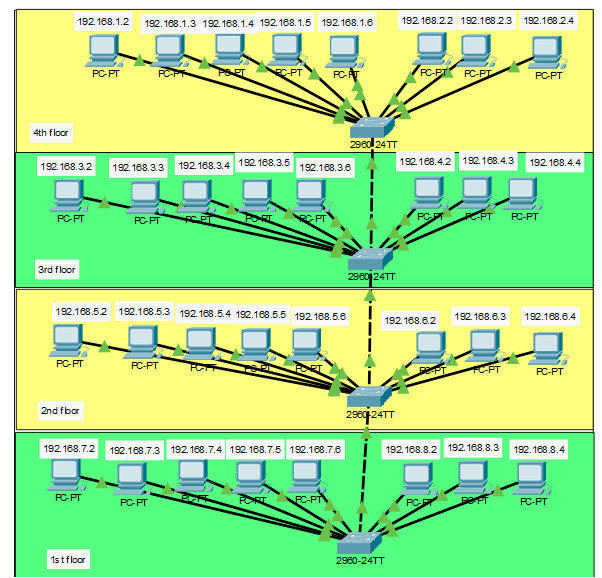 192.168.1.2 192.168.1.3 192.168.1.4 192.168.1.5 192.168.1.6 192.168.2.2 192.168.2.3 192.168.2.4
PC-PT PC-PT PC-PT PC-PT PC-PT PC-PT PC-PT PC-PT
2960-24TT
4th floor
192.168.3.2 192.168.3.3 192.168.3.4 192.168.3.5 192.168.3.6 192.168.4.2 192.168.4.3 192.168.4.4
PC-PT PC-PT PC-PT PC-PT PC-PT PC-PT PC-PT PC-PT
2960-24TT
3rd floor
192.168.5.2 192.168.5.3 192.168.5.4 192.168.5.5 192.168.5.6 192.168.6.2 192.168.6.3 192.168.6.4
PC-PT PC-PT PC-PT PC-PT PC-PT PC-PT PC-PT PC-PT
2960-24TT
2nd floor
192.168.7.2 192.168.7.3 192.168.7.4 192.168.7.5 192.168.7.6 192.168.8.2 192.168.8.3 192.168.8.4
PC-PT PC-PT PC-PT PC-PT PC-PT PC-PT PC-PT PC-PT
2960-24TT
1st floor